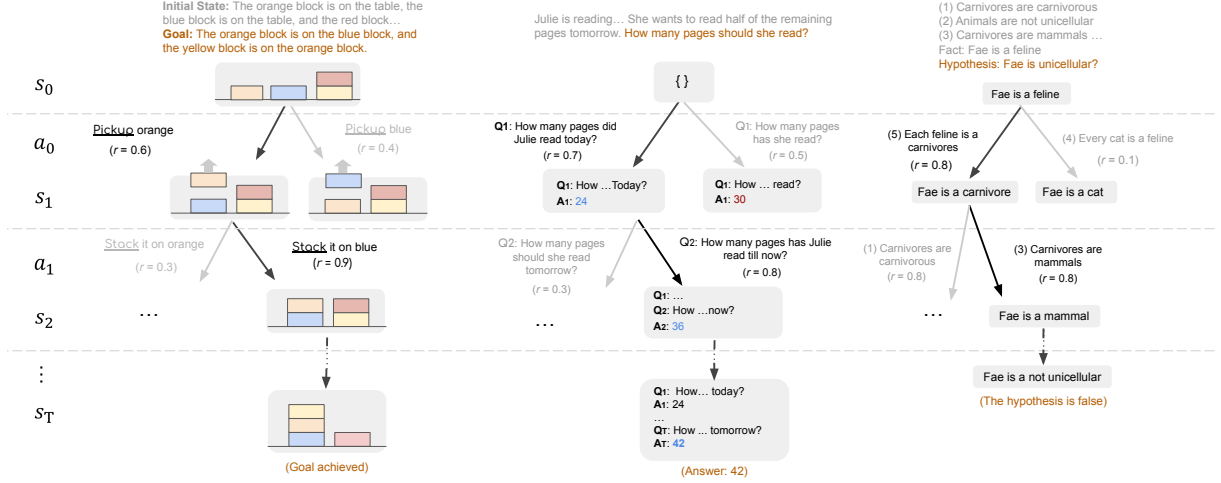 Initial State: The orange block is on the table, the
blue block is on the table, and the red block…
Goal: The orange block is on the blue block, and
the yellow block is on the orange block.
Julie is reading… She wants to read half of the remaining
pages tomorrow. How many pages should she read?
(1) Carnivores are carnivorous
(2) Animals are not unicellular
(3) Carnivores are mammals …
Fact: Fae is a feline
Hypothesis: Fae is unicellular?
s0
{ }
Fae is a feline
a0
Pickup orange
(r = 0.6)
Pickup blue
(r = 0.4)
Q1: How many pages did
Julie read today?
(r = 0.7)
Q1: How many pages
has she read?
(r = 0.5)
(5) Each feline is a
carnivores
(r = 0.8)
(4) Every cat is a feline
(r = 0.1)
s1
Q1: How …Today?
A1: 24
Q1: How … read?
A1: 30
Fae is a carnivore
Fae is a cat
a1
Stack it on orange
(r = 0.3)
Stack it on blue
(r = 0.9)
Q2: How many pages
should she read
tomorrow?
(r = 0.3)
Q2: How many pages has Julie
read till now?
(r = 0.8)
(1) Carnivores are
carnivorous
(r = 0.8)
(3) Carnivores are
mammals
(r = 0.8)
s2
…
…
Q1: …
Q2: How …now?
A2: 36
…
Fae is a mammal
⋮
sT
(Goal achieved)
Q1: How… today?
A1: 24
…
QT: How … tomorrow?
AT: 42
(Answer: 42)
Fae is a not unicellular
(The hypothesis is false)